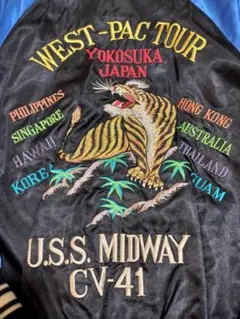 WEST-PAC TOUR
YOKOSUKA
JAPAN
PHILIPPINES
SINGAPORE
HAWAII
KOREA
HONG KONG
AUSTRALIA
THAILAND
GUAM
U.S.S. MIDWAY
CV-41